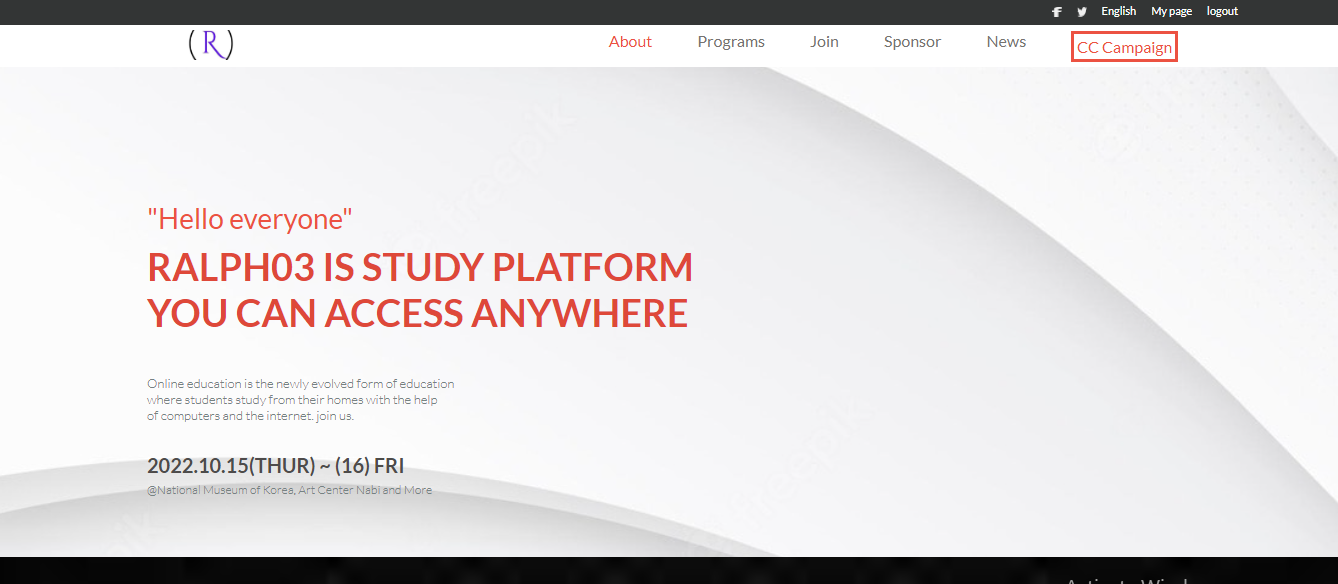 English My page logout
(R) About Programs Join Sponsor News CC Campaign
"Hello everyone"
RALPH03 IS STUDY PLATFORM
YOU CAN ACCESS ANYWHERE
Online education is the newly evolved form of education
where students study from their homes with the help
of computers and the internet. join us.
2022.10.15(THUR) ~ (16) FRI
@National Museum of Korea, Art Center Nabi and More
freepik
freepik